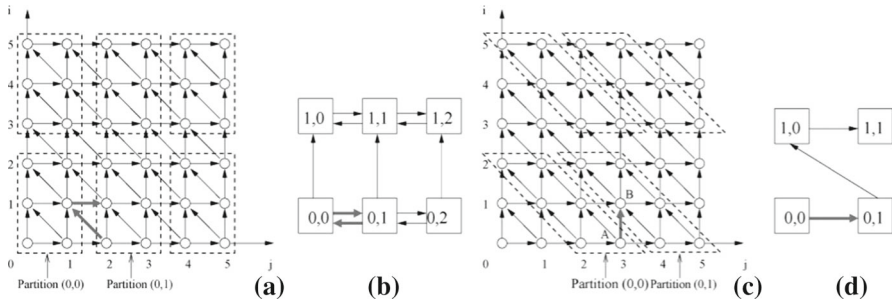 i
5
4
3
2
1
0
1
2
3
4
5
j
Partition (0,0)
Partition (0,1)
(a)
1,0
1,1
1,2
0,0
0,1
0,2
(b)
i
5
4
3
2
1
0
1
2
3
4
5
j
A
B
Partition (0,0)
Partition (0,1)
(c)
1,0
1,1
0,0
0,1
(d)